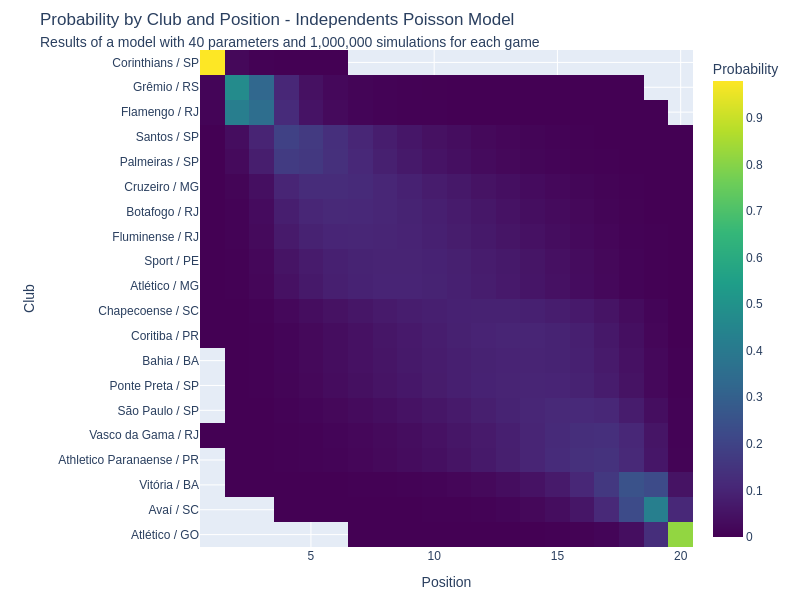 Probability by Club and Position - Independents Poisson Model
Results of a model with 40 parameters and 1,000,000 simulations for each game
Probability
Corinthians / SP
Grêmio / RS
Flamengo / RJ
Santos / SP
Palmeiras / SP
Cruzeiro / MG
Botafogo / RJ
Fluminense / RJ
Sport / PE
Atlético / MG
Chapecoense / SC
Coritiba / PR
Bahia / BA
Ponte Preta / SP
São Paulo / SP
Vasco da Gama / RJ
Athletico Paranaense / PR
Vitória / BA
Avaí / SC
Atlético / GO
Club
5
10
15
20
Position
0.9
0.8
0.7
0.6
0.5
0.4
0.3
0.2
0.1
0